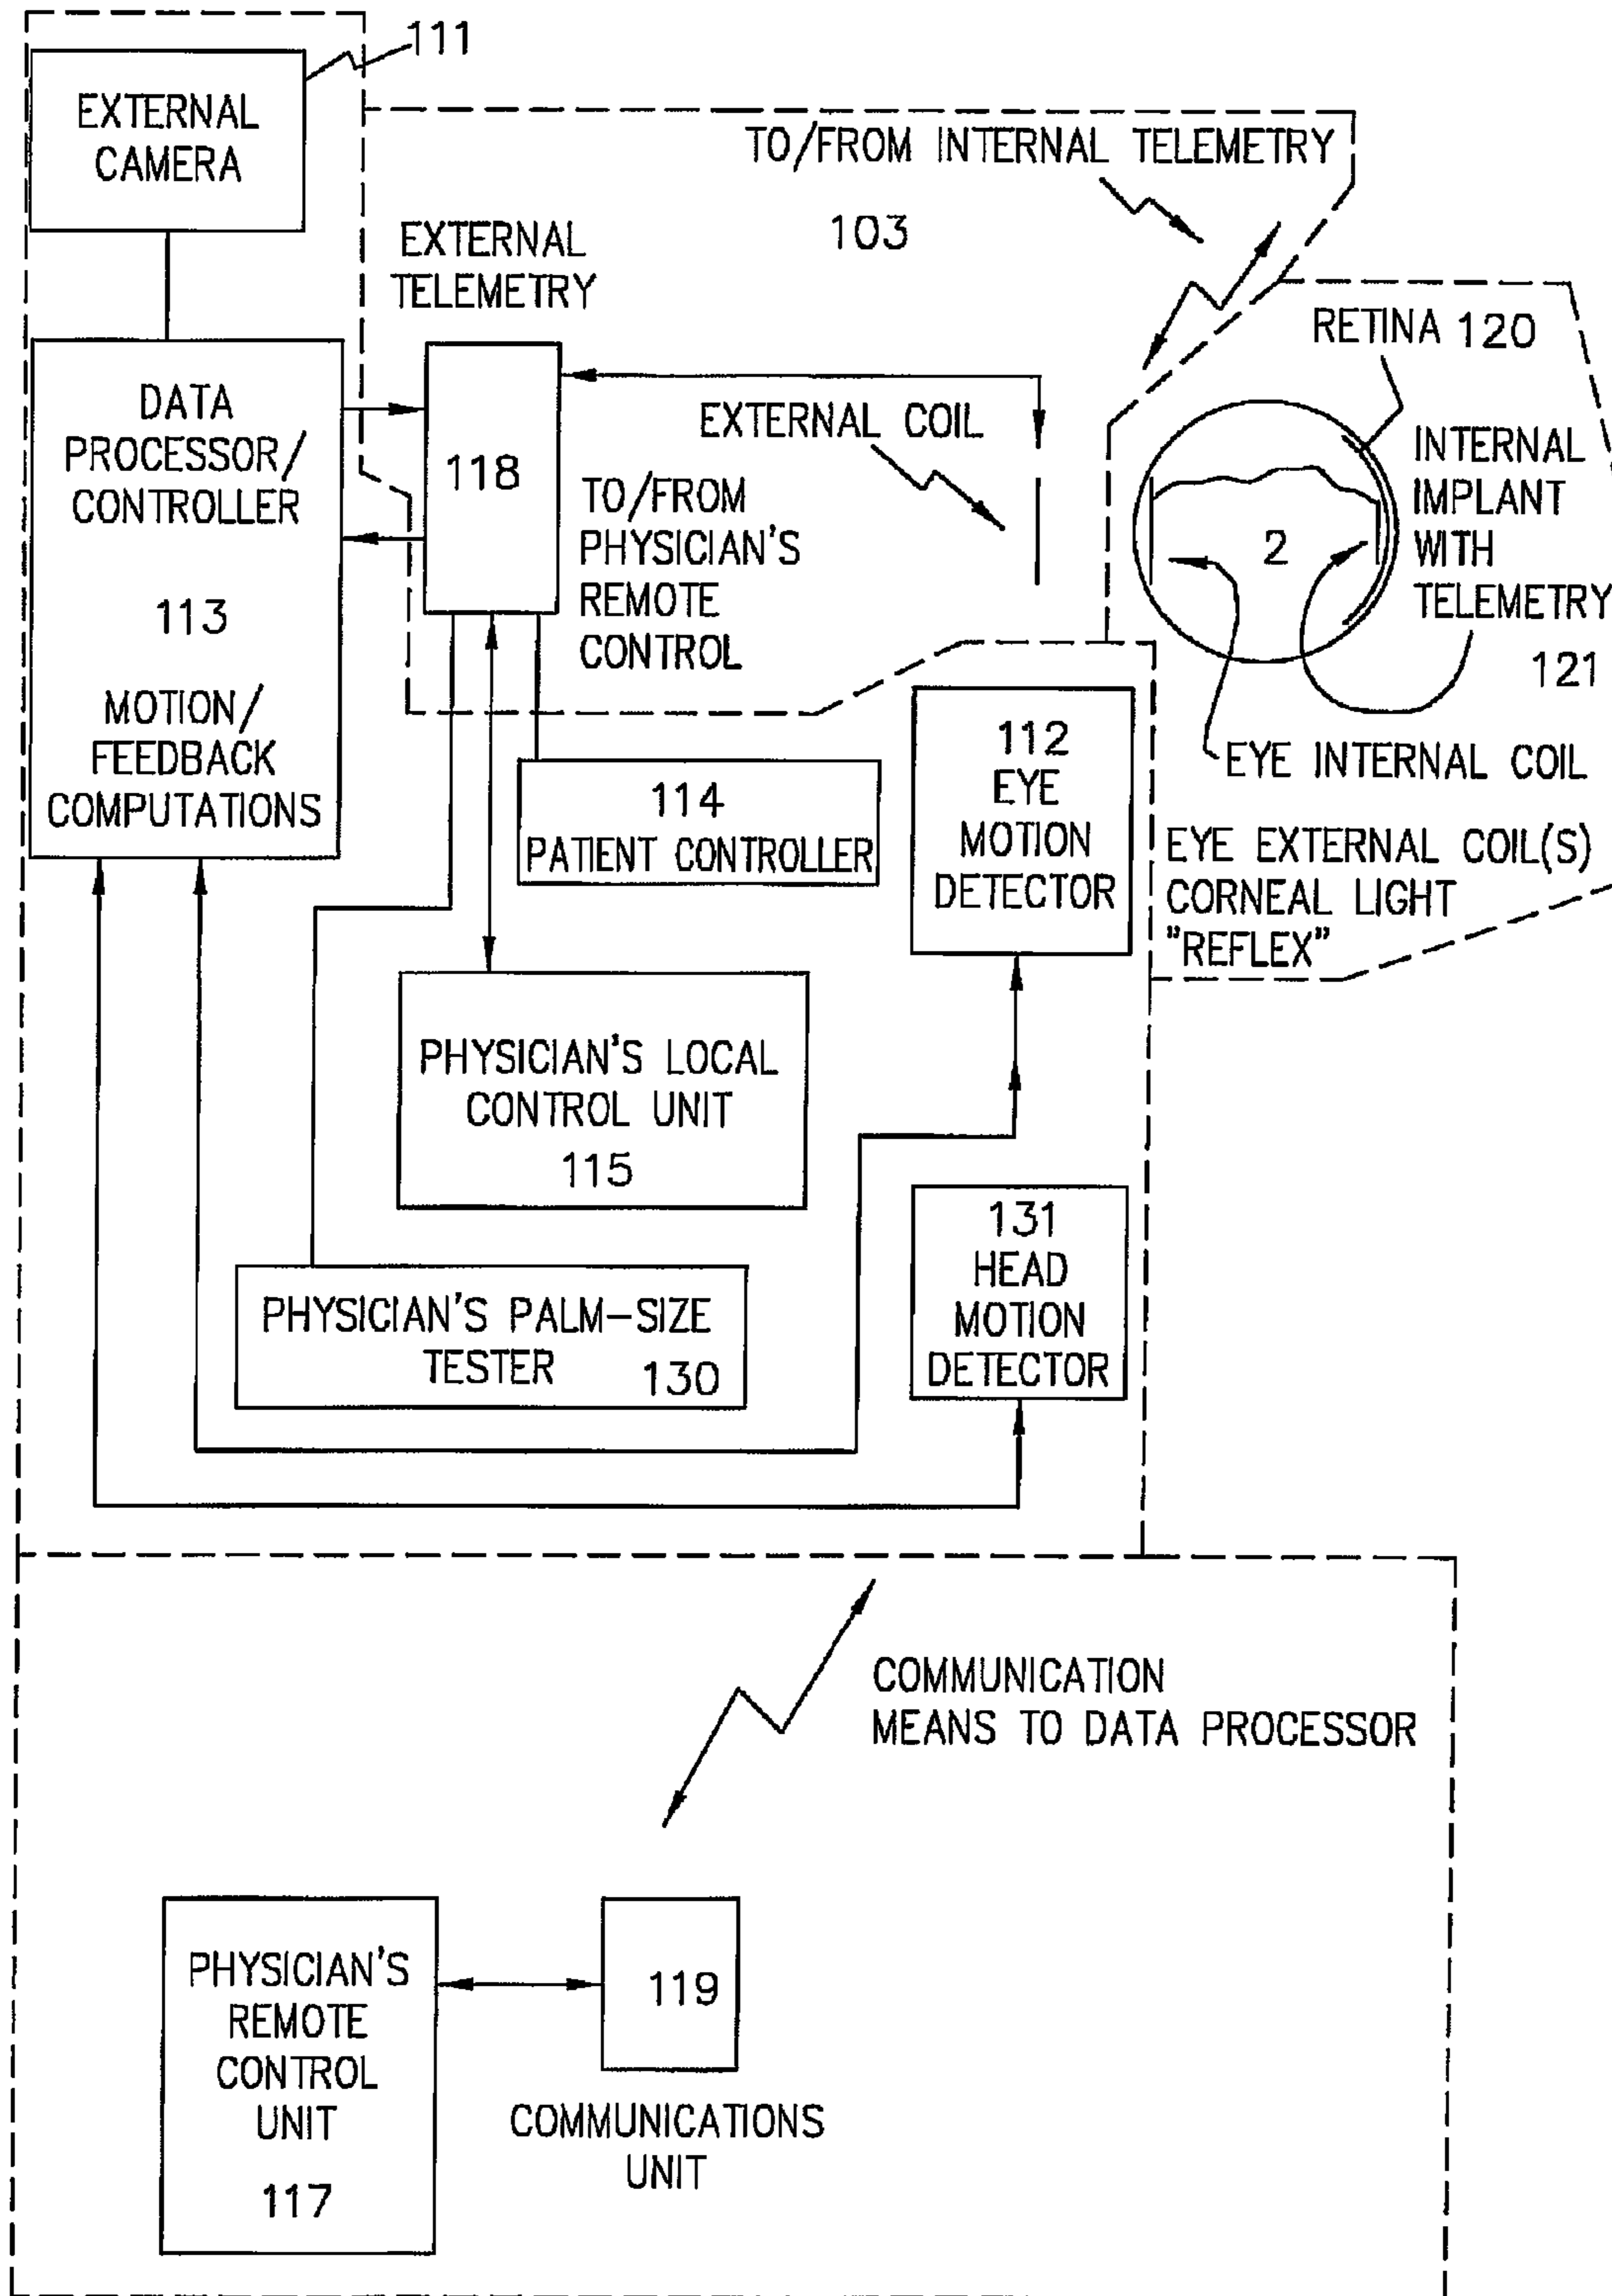 111
EXTERNAL
CAMERA
TO/FROM INTERNAL TELEMETRY
103
EXTERNAL
TELEMETRY
RETINA 120
DATA
PROCESSOR/
CONTROLLER
113
MOTION/
FEEDBACK
COMPUTATIONS
118
EXTERNAL COIL
TO/FROM
PHYSICIAN'S
REMOTE
CONTROL
2
INTERNAL
IMPLANT
WITH
TELEMETRY
121
EYE INTERNAL COIL
112
EYE
MOTION
DETECTOR
114
PATIENT CONTROLLER
EYE EXTERNAL COIL(S)
CORNEAL LIGHT
"REFLEX"
PHYSICIAN'S LOCAL
CONTROL UNIT
115
131
HEAD
MOTION
DETECTOR
PHYSICIAN'S PALM-SIZE
TESTER 130
COMMUNICATION
MEANS TO DATA PROCESSOR
PHYSICIAN'S
REMOTE
CONTROL
UNIT
117
119
COMMUNICATIONS
UNIT